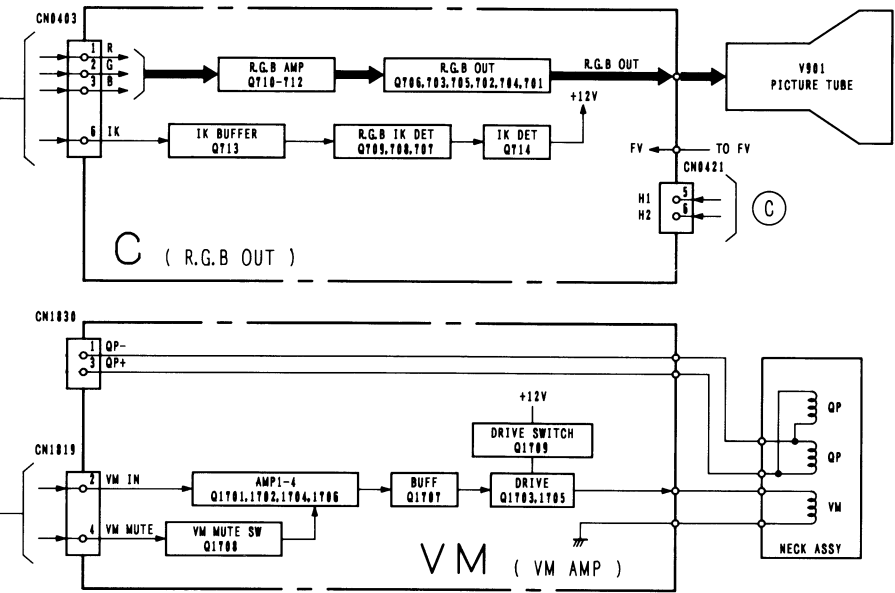 CN0403
1 R
2 G
3 B
6 IK
R.G.B AMP
Q710-712
R.G.B OUT
Q706,703,705,702,704,701
R.G.B OUT
V901
PICTURE TUBE
IK BUFFER
Q713
R.G.B IK DET
Q709,708,707
IK DET
Q714
+12V
FV
TO FV
CN0421
H1 5
H2 6
C
C ( R.G.B OUT )
CN1830
1 QP-
3 QP+
CN1819
2 VM IN
4 VM MUTE
AMP1-4
Q1701,1702,1704,1706
VM MUTE SW
Q1708
BUFF
Q1707
+12V
DRIVE SWITCH
Q1709
DRIVE
Q1703,1705
QP
QP
VM
NECK ASSY
VM ( VM AMP )